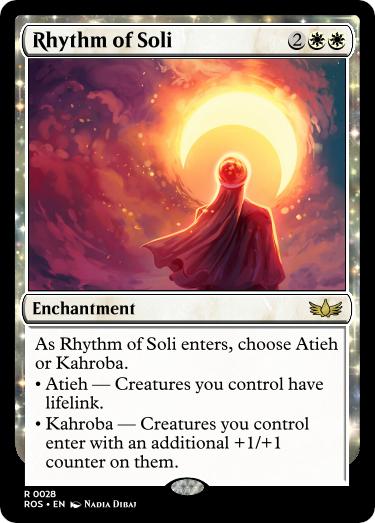 Rhythm of Soli 2
Enchantment
As Rhythm of Soli enters, choose Atieh
or Kahroba.
• Atieh — Creatures you control have
lifelink.
• Kahroba — Creatures you control
enter with an additional +1/+1
counter on them.
R 0028
ROS • EN Nadia Dibaj